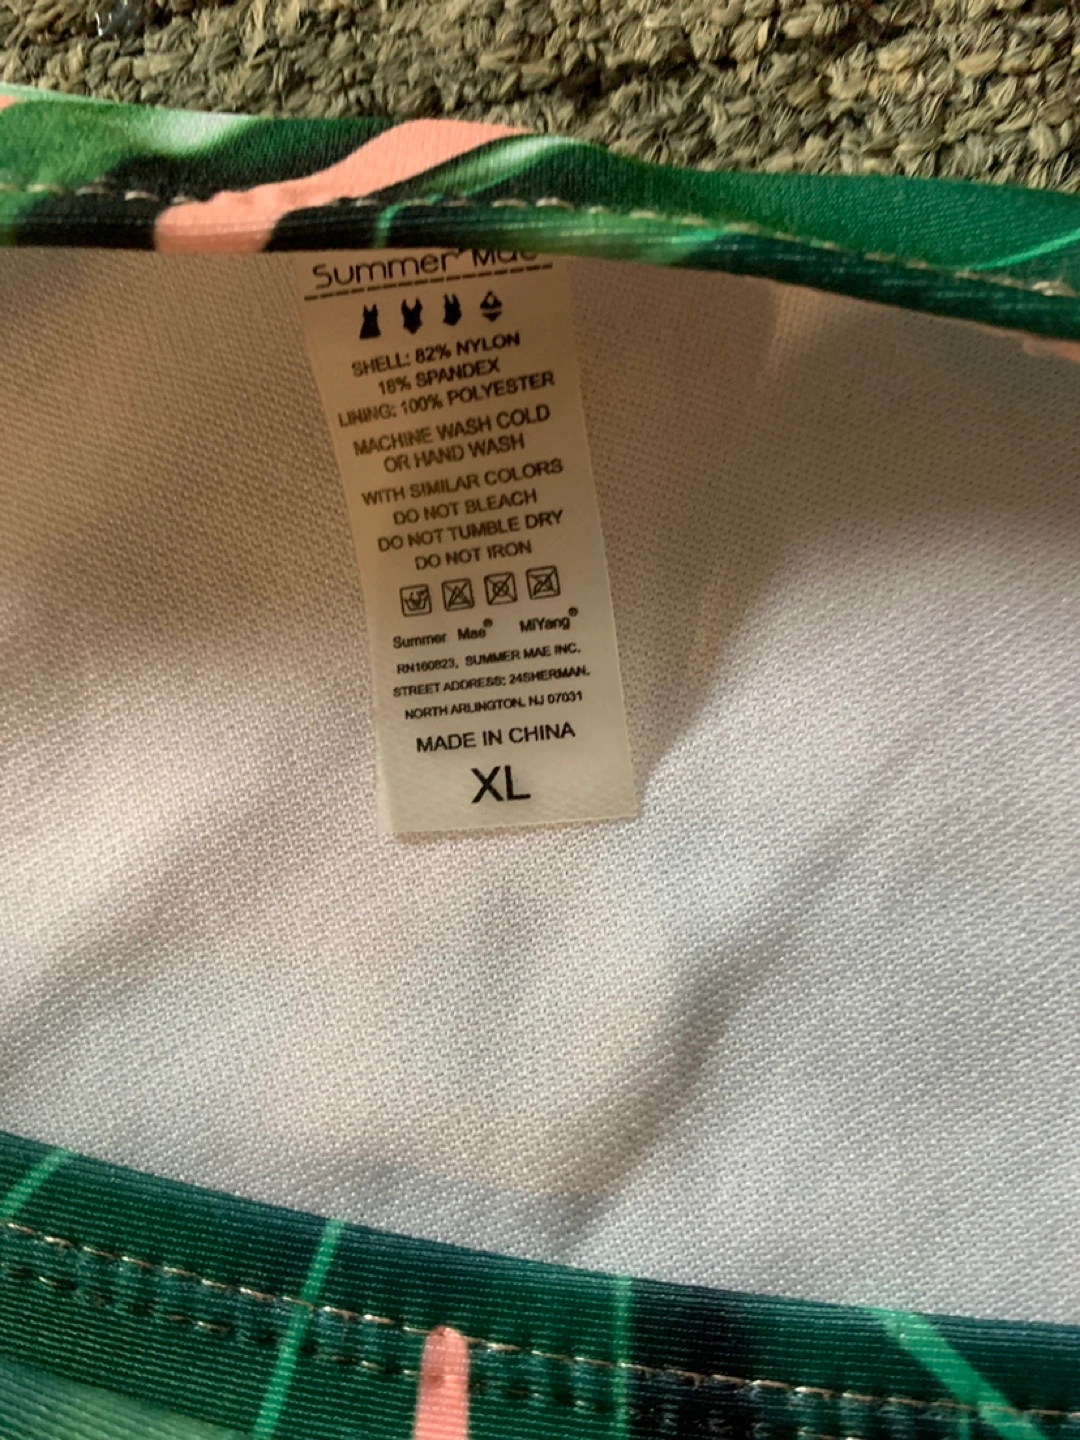 Summer Mae
SHELL: 82% NYLON
18% SPANDEX
LINING: 100% POLYESTER
MACHINE WASH COLD
OR HAND WASH
WITH SIMILAR COLORS
DO NOT BLEACH
DO NOT TUMBLE DRY
DO NOT IRON
Summer Mae® MiYang®
RN160823, SUMMER MAE INC.
STREET ADDRESS: 24SHERMAN,
NORTH ARLINGTON, NJ 07031
MADE IN CHINA
XL